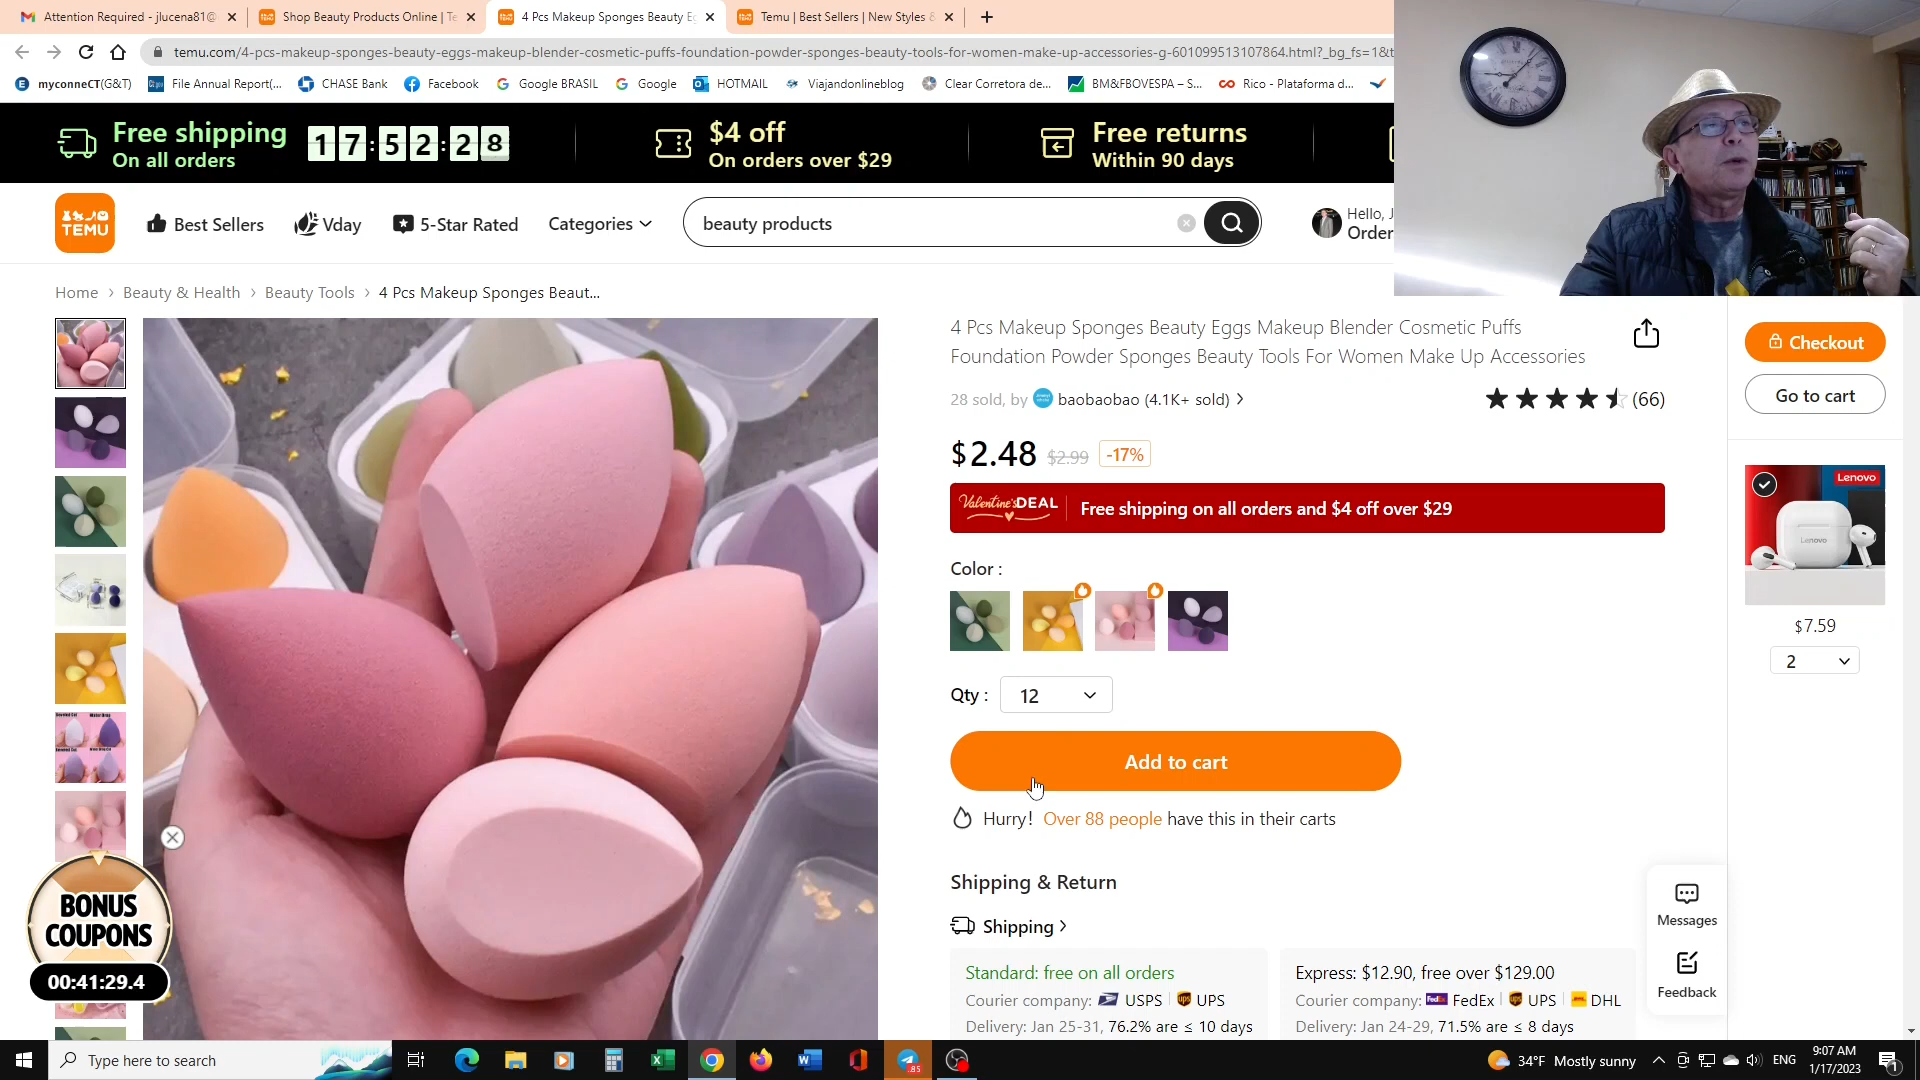 Attention Required - jlucena81@
Shop Beauty Products Online | Te
4 Pcs Makeup Sponges Beauty E
Temu | Best Sellers | New Styles &
temu.com/4-pcs-makeup-sponges-beauty-eggs-makeup-blender-cosmetic-puffs-foundation-powder-sponges-beauty-tools-for-women-make-up-accessories-g-601099513107864.html?_bg_fs=1&t
myconneCT(G&T)
File Annual Report(...
CHASE Bank
Facebook
Google BRASIL
Google
HOTMAIL
Viajandonlineblog
Clear Corretora de...
BM&FBOVESPA – S...
Rico - Plataforma d...
Free shipping
On all orders
17:52:28
$4 off
On orders over $29
Free returns
Within 90 days
TEMU
Best Sellers
Vday
5-Star Rated
Categories
beauty products
Hello, J
Order
Home > Beauty & Health > Beauty Tools > 4 Pcs Makeup Sponges Beaut...
4 Pcs Makeup Sponges Beauty Eggs Makeup Blender Cosmetic Puffs
Foundation Powder Sponges Beauty Tools For Women Make Up Accessories
28 sold, by baobaobao (4.1K+ sold) >
(66)
$2.48 $2.99 -17%
Valentine's DEAL
Free shipping on all orders and $4 off over $29
Color :
Qty : 12
Add to cart
Hurry! Over 88 people have this in their carts
Shipping & Return
Shipping >
Standard: free on all orders
Courier company: USPS | UPS
Delivery: Jan 25-31, 76.2% are ≤ 10 days
Express: $12.90, free over $129.00
Courier company: FedEx | UPS | DHL
Delivery: Jan 24-29, 71.5% are ≤ 8 days
Checkout
Go to cart
Lenovo
Lenovo
$7.59
2
Messages
Feedback
BONUS
COUPONS
00:41:29.4
Type here to search
85
34°F Mostly sunny
ENG
9:07 AM
1/17/2023
1